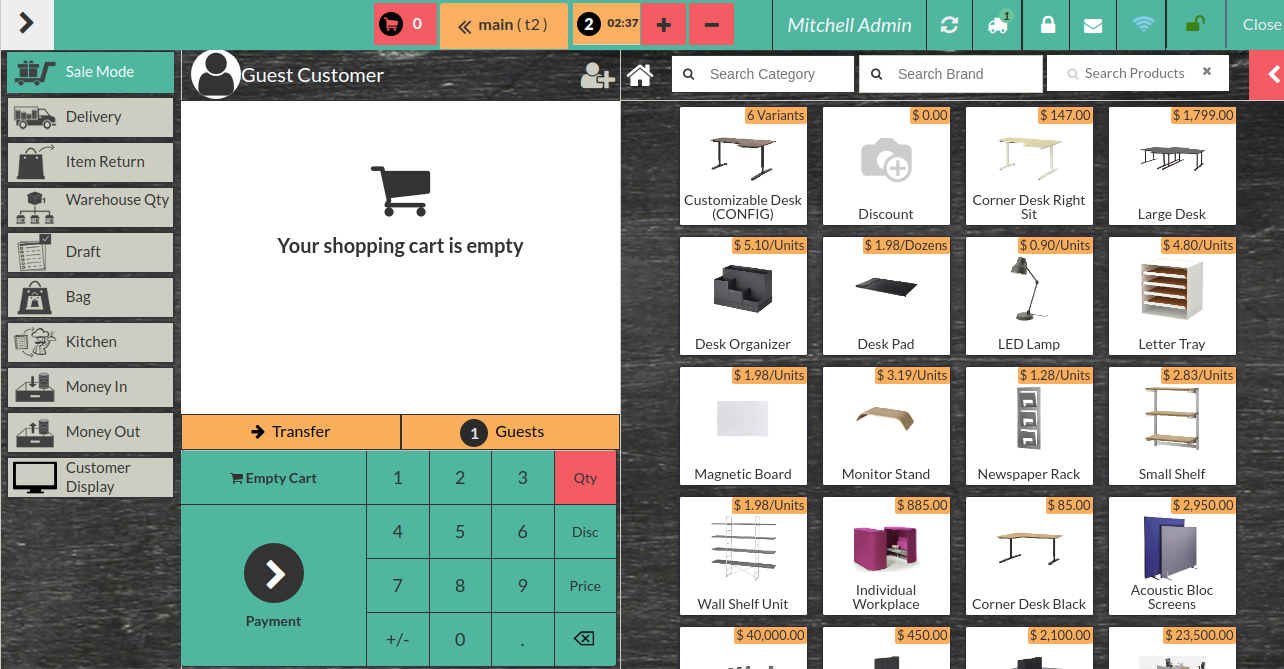 0
main ( t2 )
2 02:37
Mitchell Admin
1
Close
Sale Mode
Delivery
Item Return
Warehouse Qty
Draft
Bag
Kitchen
Money In
Money Out
Customer
Display
Guest Customer
Your shopping cart is empty
Transfer
1 Guests
Empty Cart
1 2 3 Qty
4 5 6 Disc
7 8 9 Price
Payment
+/- 0 .
Search Category
Search Brand
Search Products
6 Variants
Customizable Desk
(CONFIG)
$ 0.00
Discount
$ 147.00
Corner Desk Right
Sit
$ 1,799.00
Large Desk
$ 5.10/Units
Desk Organizer
$ 1.98/Dozens
Desk Pad
$ 0.90/Units
LED Lamp
$ 4.80/Units
Letter Tray
$ 1.98/Units
Magnetic Board
$ 3.19/Units
Monitor Stand
$ 1.28/Units
Newspaper Rack
$ 2.83/Units
Small Shelf
$ 1.98/Units
Wall Shelf Unit
$ 885.00
Individual
Workplace
$ 85.00
Corner Desk Black
$ 2,950.00
Acoustic Bloc
Screens
$ 40,000.00
$ 450.00
$ 2,100.00
$ 23,500.00